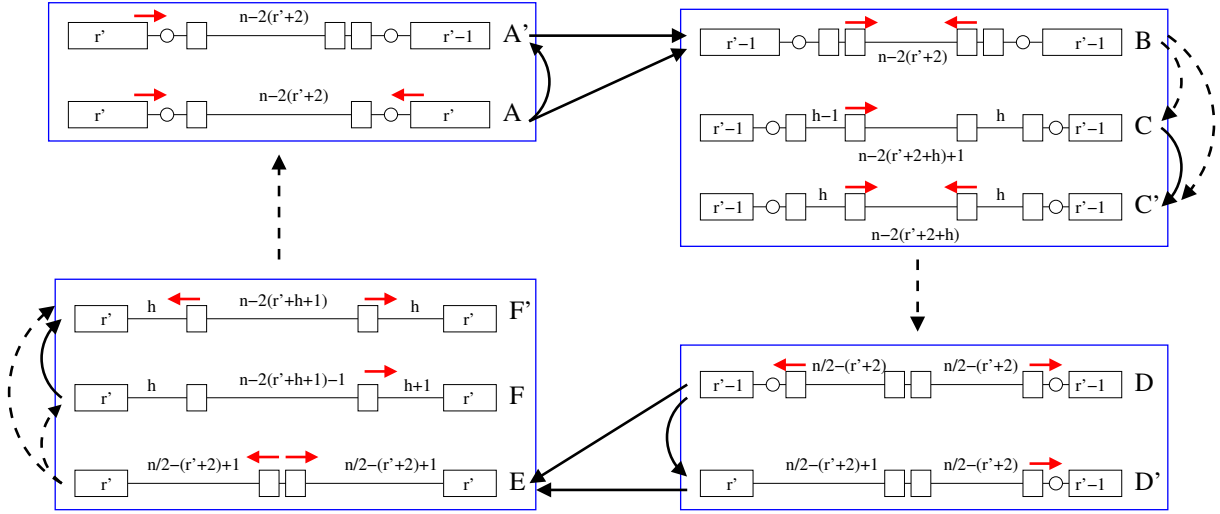 n−2(r'+2)
r' r'−1 A'
n−2(r'+2)
r' r' A
r'−1 n−2(r'+2) r'−1 B
h−1 h
r'−1 r'−1 C
n−2(r'+2+h)+1
h h
r'−1 r'−1 C'
n−2(r'+2+h)
h n−2(r'+h+1) h
r' r' F'
h n−2(r'+h+1)−1 h+1
r' r' F
n/2−(r'+2)+1 n/2−(r'+2)+1
r' r' E
n/2−(r'+2) n/2−(r'+2)
r'−1 r'−1 D
n/2−(r'+2)+1 n/2−(r'+2)
r' r'−1 D'